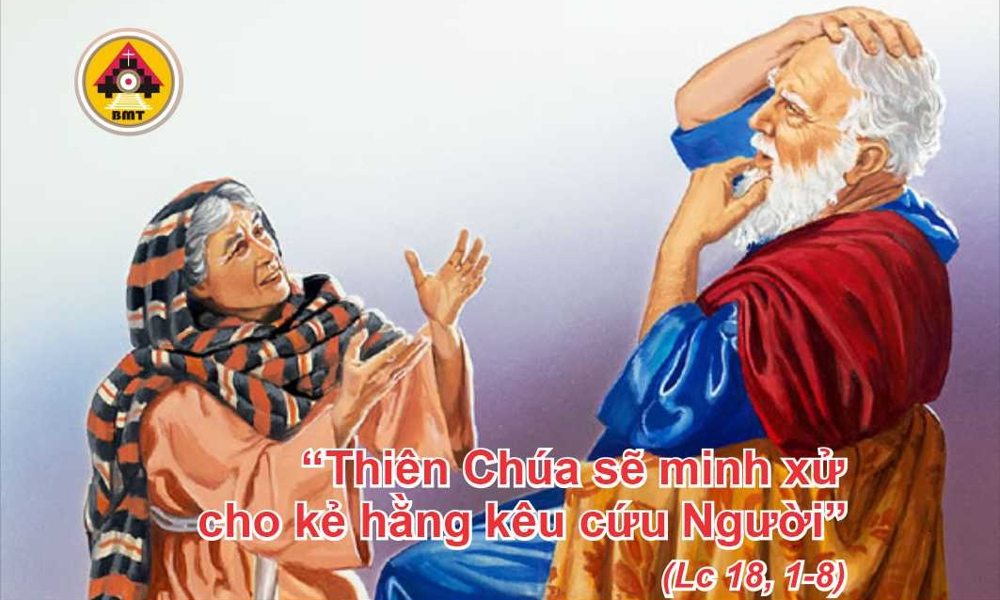 BMT
“Thiên Chúa sẽ minh xử
cho kẻ hằng kêu cứu Người”
(Lc 18, 1-8)